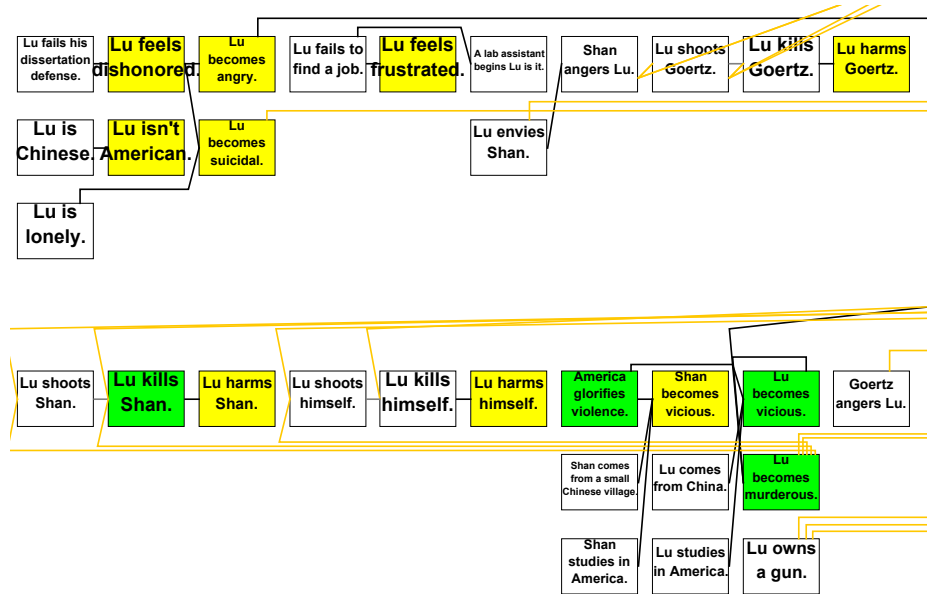 Lu fails his
dissertation
defense.
Lu feels
dishonored.
Lu
becomes
angry.
Lu fails to
find a job.
Lu feels
frustrated.
A lab assistant
begins Lu is it.
Shan
angers Lu.
Lu shoots
Goertz.
Lu kills
Goertz.
Lu harms
Goertz.
Lu is
Chinese.
Lu isn't
American.
Lu
becomes
suicidal.
Lu envies
Shan.
Lu is
lonely.
Lu shoots
Shan.
Lu kills
Shan.
Lu harms
Shan.
Lu shoots
himself.
Lu kills
himself.
Lu harms
himself.
America
glorifies
violence.
Shan
becomes
vicious.
Lu
becomes
vicious.
Goertz
angers Lu.
Shan comes
from a small
Chinese village.
Lu comes
from China.
Lu
becomes
murderous.
Shan
studies in
America.
Lu studies
in America.
Lu owns
a gun.